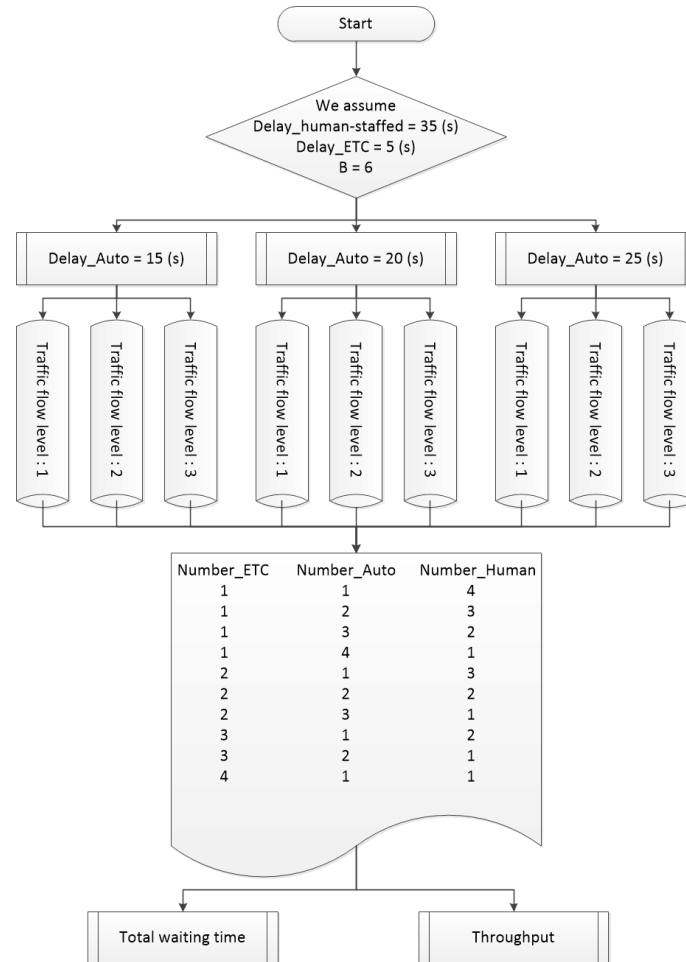 Start
We assume
Delay_human-staffed = 35 (s)
Delay_ETC = 5 (s)
B = 6
Delay_Auto = 15 (s)
Delay_Auto = 20 (s)
Delay_Auto = 25 (s)
Traffic flow level : 1
Traffic flow level : 2
Traffic flow level : 3
Traffic flow level : 1
Traffic flow level : 2
Traffic flow level : 3
Traffic flow level : 1
Traffic flow level : 2
Traffic flow level : 3
Number_ETC Number_Auto Number_Human
1 1 4
1 2 3
1 3 2
1 4 1
2 1 3
2 2 2
2 3 1
3 1 2
3 2 1
4 1 1
Total waiting time
Throughput